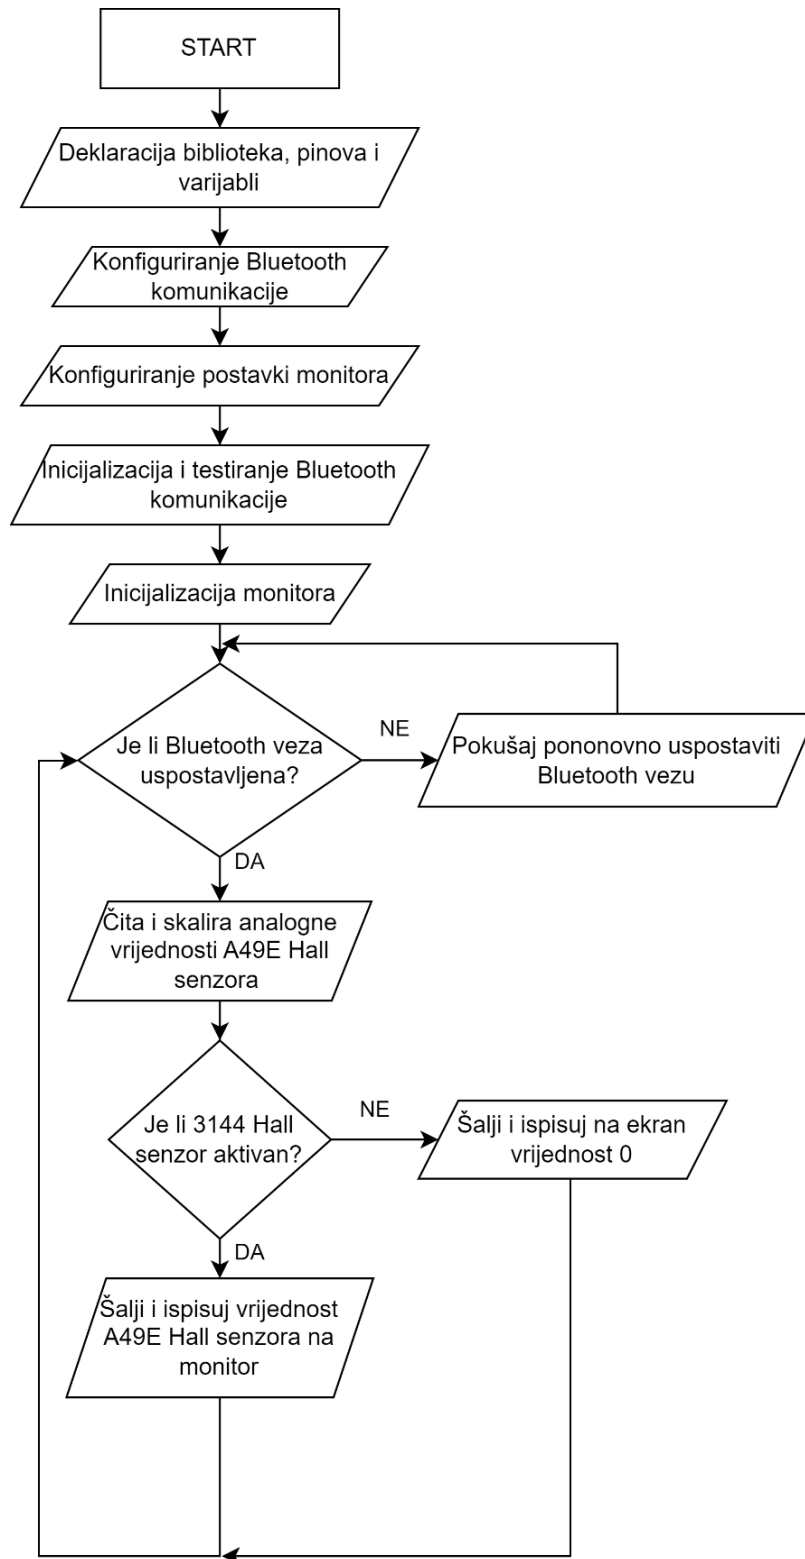 START
Deklaracija biblioteka, pinova i
varijabli
Konfiguriranje Bluetooth
komunikacije
Konfiguriranje postavki monitora
Inicijalizacija i testiranje Bluetooth
komunikacije
Inicijalizacija monitora
Je li Bluetooth veza
uspostavljena?
NE
Pokušaj pononovno uspostaviti
Bluetooth vezu
DA
Čita i skalira analogne
vrijednosti A49E Hall
senzora
Je li 3144 Hall
senzor aktivan?
NE
Šalji i ispisuj na ekran
vrijednost 0
DA
Šalji i ispisuj vrijednost
A49E Hall senzora na
monitor